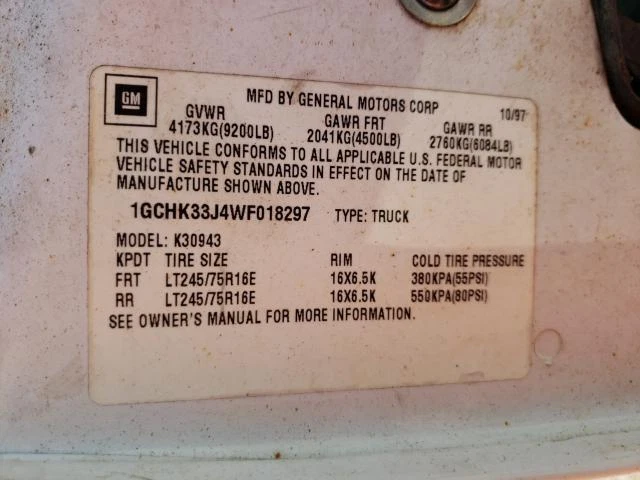 GM
MFD BY GENERAL MOTORS CORP 10/97
GVWR GAWR FRT GAWR RR
4173KG(9200LB) 2041KG(4500LB) 2760KG(6084LB)
THIS VEHICLE CONFORMS TO ALL APPLICABLE U.S. FEDERAL MOTOR
VEHICLE SAFETY STANDARDS IN EFFECT ON THE DATE OF
MANUFACTURE SHOWN ABOVE.
1GCHK33J4WF018297 TYPE: TRUCK
MODEL: K30943
KPDT TIRE SIZE RIM COLD TIRE PRESSURE
FRT LT245/75R16E 16X6.5K 380KPA(55PSI)
RR LT245/75R16E 16X6.5K 550KPA(80PSI)
SEE OWNER'S MANUAL FOR MORE INFORMATION.